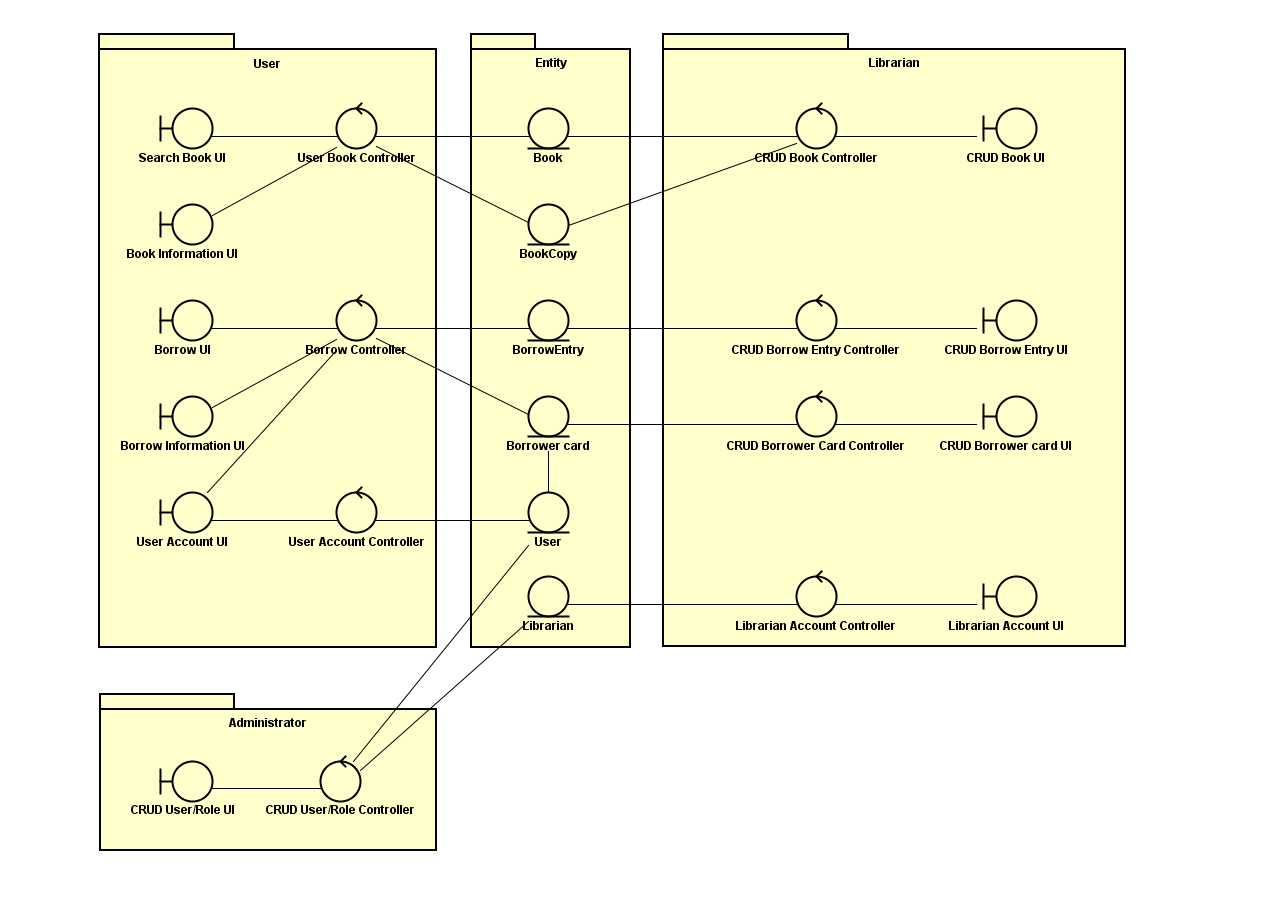 User
Entity
Librarian
Search Book UI
User Book Controller
Book
CRUD Book Controller
CRUD Book UI
Book Information UI
BookCopy
Borrow UI
Borrow Controller
BorrowEntry
CRUD Borrow Entry Controller
CRUD Borrow Entry UI
Borrow Information UI
Borrower card
CRUD Borrower Card Controller
CRUD Borrower card UI
User Account UI
User Account Controller
User
Librarian
Librarian Account Controller
Librarian Account UI
Administrator
CRUD User/Role UI
CRUD User/Role Controller